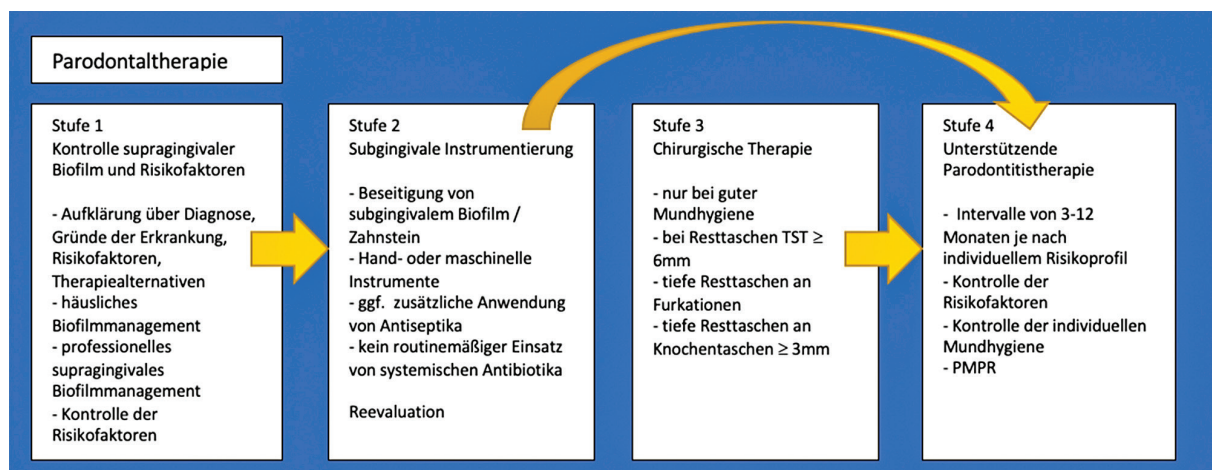 Parodontaltherapie
Stufe 1
Kontrolle supragingivaler
Biofilm und Risikofaktoren
- Aufklärung über Diagnose,
Gründe der Erkrankung,
Risikofaktoren,
Therapiealternativen
- häusliches
Biofilmmanagement
- professionelles
supragingivales
Biofilmmanagement
- Kontrolle der
Risikofaktoren
Stufe 2
Subgingivale Instrumentierung
- Beseitigung von
subgingivalem Biofilm /
Zahnstein
- Hand- oder maschinelle
Instrumente
- ggf. zusätzliche Anwendung
von Antiseptika
- kein routinemäßiger Einsatz
von systemischen Antibiotika
Reevaluation
Stufe 3
Chirurgische Therapie
- nur bei guter
Mundhygiene
- bei Resttaschen TST ≥
6mm
- tiefe Resttaschen an
Furkationen
- tiefe Resttaschen an
Knochentaschen ≥ 3mm
Stufe 4
Unterstützende
Parodontitistherapie
- Intervalle von 3-12
Monaten je nach
individuellem Risikoprofil
- Kontrolle der
Risikofaktoren
- Kontrolle der individuellen
Mundhygiene
- PMPR